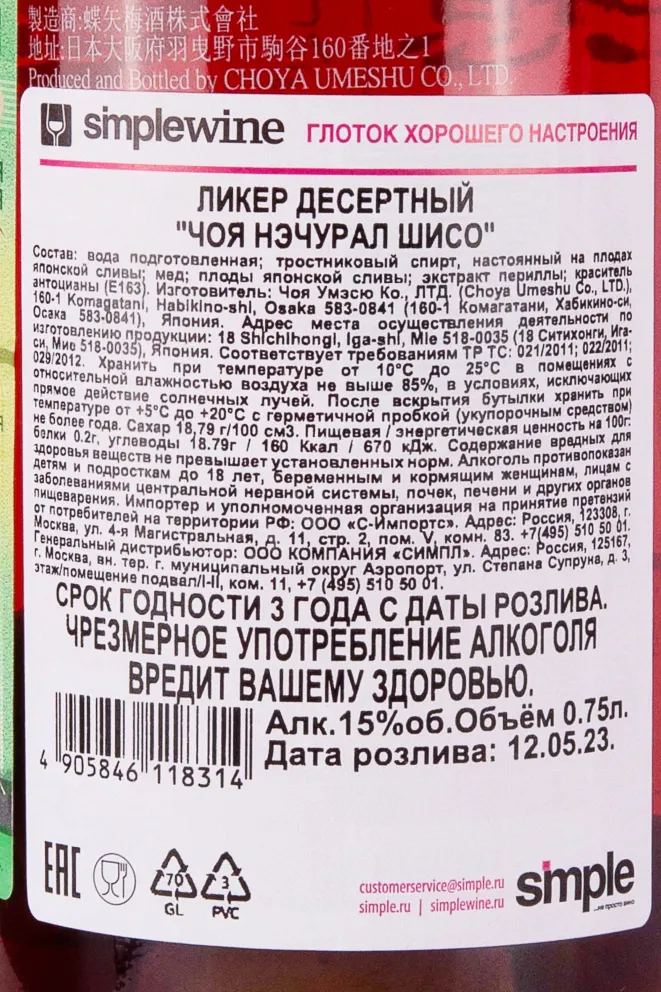 製造商:蝶矢梅酒株式会社
地址:日本大阪府羽曳野市駒谷160番地之1
Produced and Bottled by CHOYA UMESHU CO., LTD.
simplewine ГЛОТОК ХОРОШЕГО НАСТРОЕНИЯ
ЛИКЕР ДЕСЕРТНЫЙ
"ЧОЯ НЭЧУРАЛ ШИСО"
Состав: вода подготовленная; тростниковый спирт, настоянный на плодах
японской сливы; мед; плоды японской сливы; экстракт периллы; краситель
антоцианы (Е163). Изготовитель: Чоя Умэсю Ко., ЛТД. (Choya Umeshu Co., LTD.),
160-1 Komagatani, Habikino-shi, Osaka 583-0841 (160-1 Комагатани, Хабикино-си,
Осака 583-0841), Япония. Адрес места осуществления деятельности по
изготовлению продукции: 18 Shichihongi, Iga-shi, Mie 518-0035 (18 Ситихонги, Ига-
си, Мие 518-0035), Япония. Соответствует требованиям ТР ТС: 021/2011; 022/2011;
029/2012. Хранить при температуре от 10°С до 25°С в помещениях с
относительной влажностью воздуха не выше 85%, в условиях, исключающих
прямое действие солнечных лучей. После вскрытия бутылки хранить при
температуре от +5°С до +20°С с герметичной пробкой (укупорочным средством)
не более года. Сахар 18,79 г/100 см3. Пищевая / энергетическая ценность на 100г:
белки 0.2г, углеводы 18.79г / 160 Ккал / 670 кДж. Содержание вредных для
здоровья веществ не превышает установленных норм. Алкоголь противопоказан
детям и подросткам до 18 лет, беременным и кормящим женщинам, лицам с
заболеваниями центральной нервной системы, почек, печени и других органов
пищеварения. Импортер и уполномоченная организация на принятие претензий
от потребителей на территории РФ: ООО «С-Импортс». Адрес: Россия, 123308, г.
Москва, ул. 4-я Магистральная, д. 11, стр. 2, пом. V, комн. 83. +7(495) 510 50 01.
Генеральный дистрибьютор: ООО КОМПАНИЯ «СИМПЛ». Адрес: Россия, 125167,
г. Москва, вн. тер. г. муниципальный округ Аэропорт, ул. Степана Супруна, д. 3,
этаж/помещение подвал/I-II, ком. 11, +7 (495) 510 50 01.
СРОК ГОДНОСТИ 3 ГОДА С ДАТЫ РОЗЛИВА.
ЧРЕЗМЕРНОЕ УПОТРЕБЛЕНИЕ АЛКОГОЛЯ
ВРЕДИТ ВАШЕМУ ЗДОРОВЬЮ.
Алк.15%об.Объём 0.75л.
Дата розлива: 12.05.23.
4 905846 118314
EAC
70
GL
3
PVC
customerservice@simple.ru
simple.ru | simplewine.ru
simple
...не просто вино